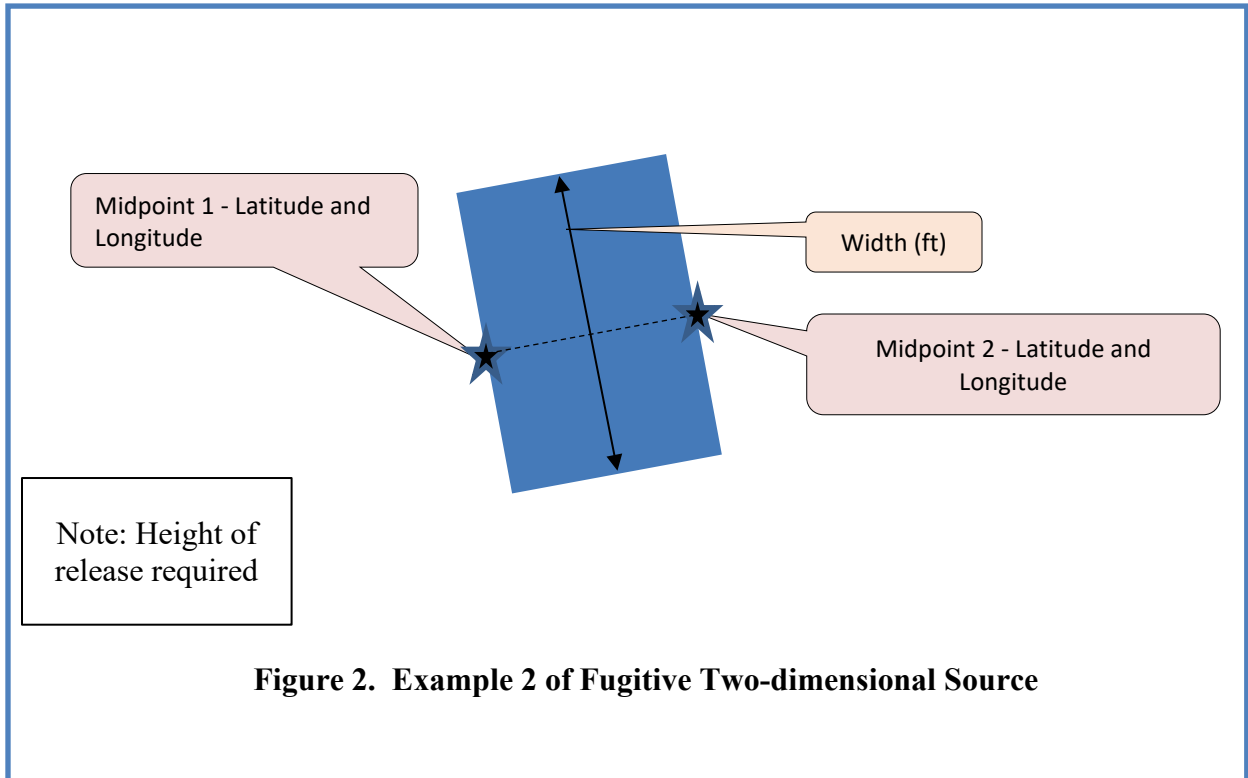 Midpoint 1 - Latitude and
Longitude
Width (ft)
Midpoint 2 - Latitude and
Longitude
Note: Height of
release required
Figure 2.  Example 2 of Fugitive Two-dimensional Source